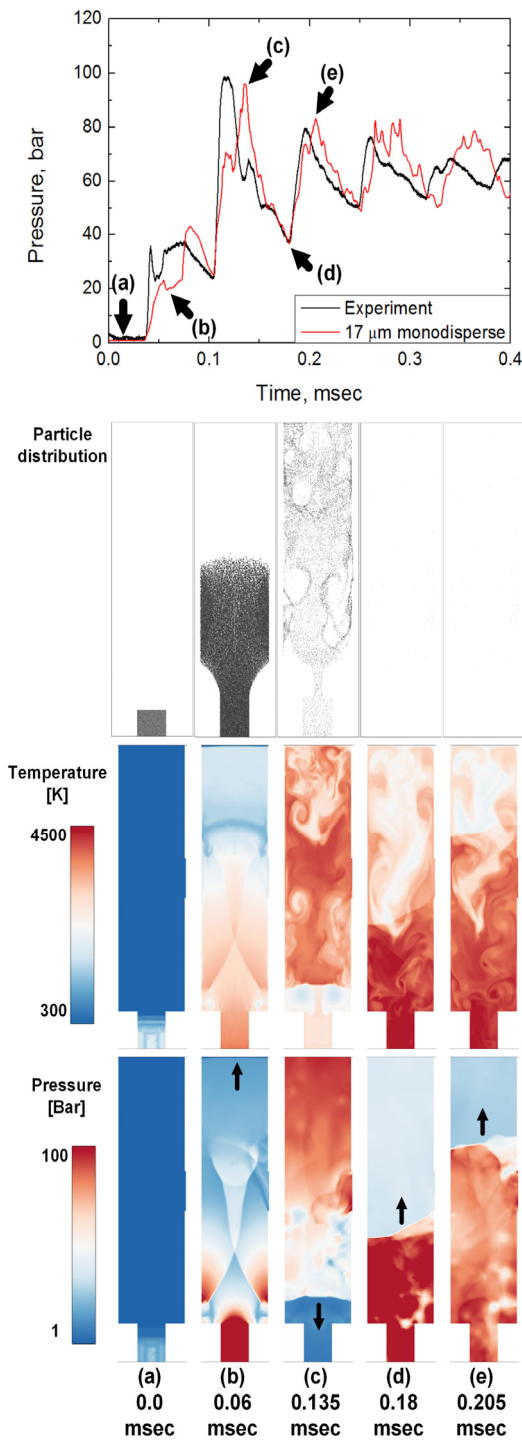 120
100
80
60
40
20
0
Pressure, bar
(a)
(b)
(c)
(d)
(e)
Experiment
17 μm monodisperse
0.0 0.1 0.2 0.3 0.4
Time, msec
Particle
distribution
Temperature
[K]
4500
300
Pressure
[Bar]
100
1
(a) (b) (c) (d) (e)
0.0 0.06 0.135 0.18 0.205
msec msec msec msec msec